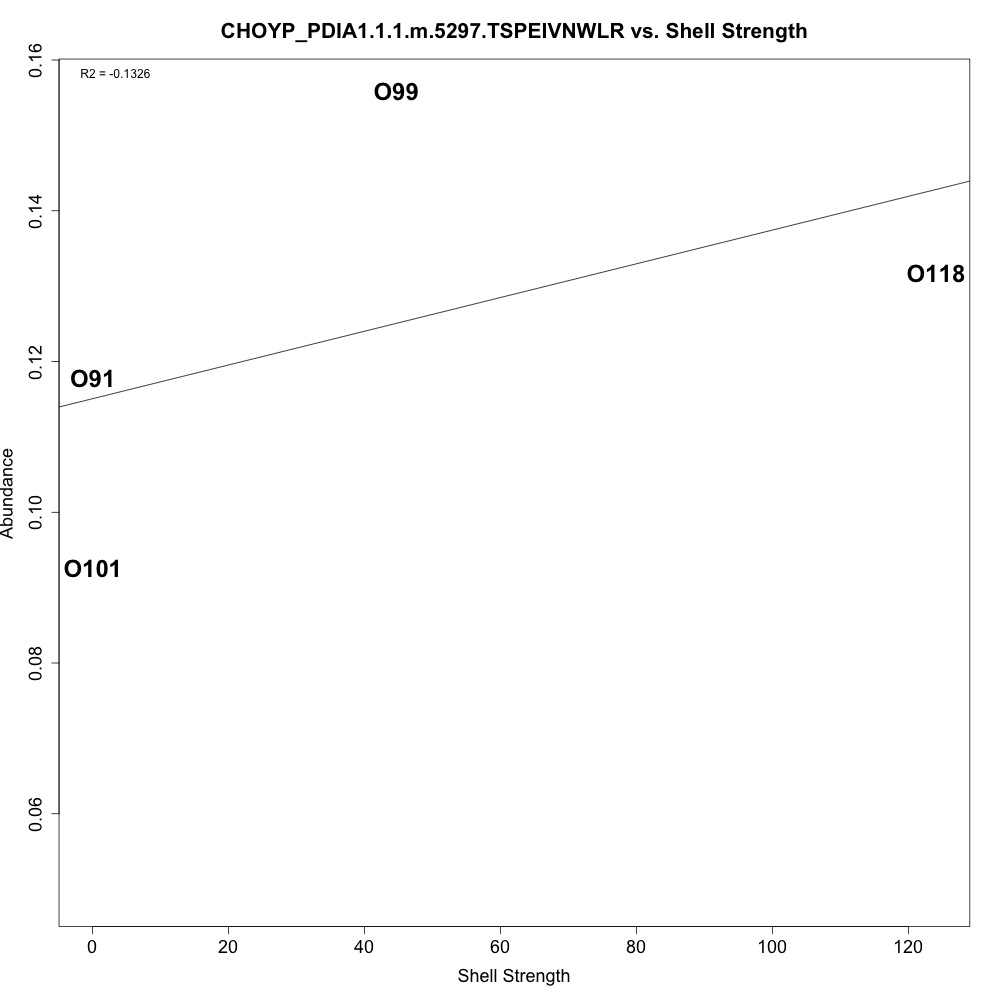 CHOYP_PDIA1.1.1.m.5297.TSPEIVNWLR vs. Shell Strength
R2 = -0.1326
0.16
O99
0.14
O118
0.12
O91
Abundance
0.10
O101
0.08
0.06
0 20 40 60 80 100 120
Shell Strength